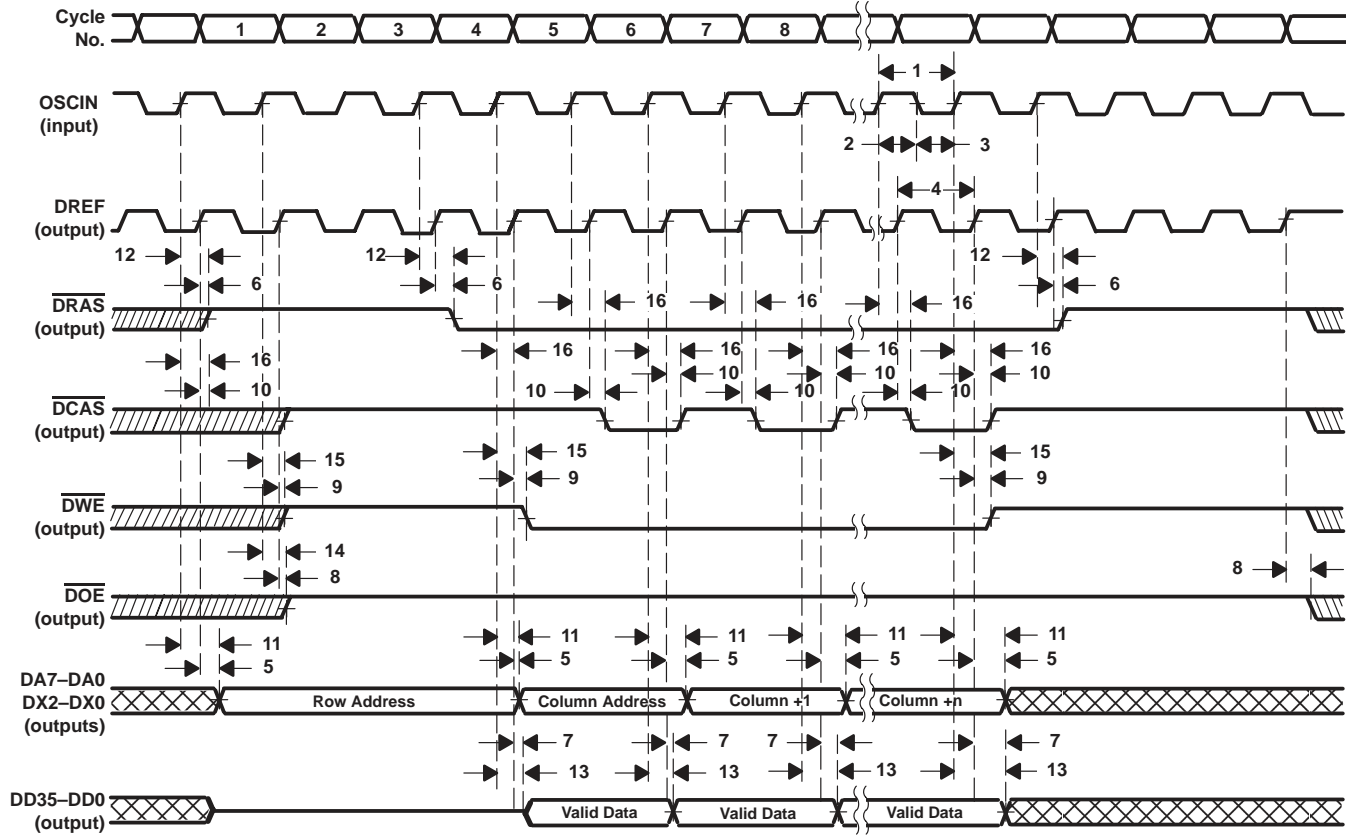 Cycle
No.
1 2 3 4 5 6 7 8
1
OSCIN
(input)
2 3
4
DREF
(output)
12 12 12
6 6 6
DRAS
(output)
16 16 16
16 16 16 16 16
10 10 10 10 10 10 10
DCAS
(output)
15 15 15
9 9 9
DWE
(output)
14
8 8
DOE
(output)
11 11 11 11 11
5 5 5 5 5
DA7–DA0
DX2–DX0
(outputs)
Row Address Column Address Column +1 Column +n
7 7 7 7
13 13 13 13
DD35–DD0
(output)
Valid Data Valid Data Valid Data